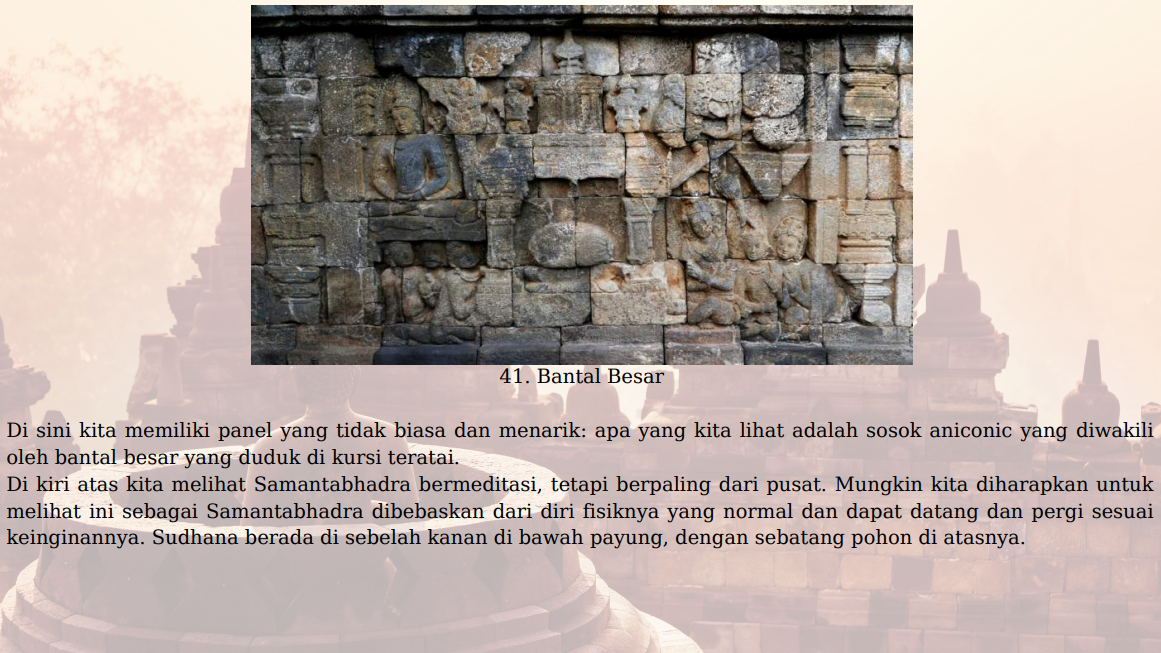 41. Bantal Besar
Di sini kita memiliki panel yang tidak biasa dan menarik: apa yang kita lihat adalah sosok aniconic yang diwakili
oleh bantal besar yang duduk di kursi teratai.
Di kiri atas kita melihat Samantabhadra bermeditasi, tetapi berpaling dari pusat. Mungkin kita diharapkan untuk
melihat ini sebagai Samantabhadra dibebaskan dari diri fisiknya yang normal dan dapat datang dan pergi sesuai
keinginannya. Sudhana berada di sebelah kanan di bawah payung, dengan sebatang pohon di atasnya.